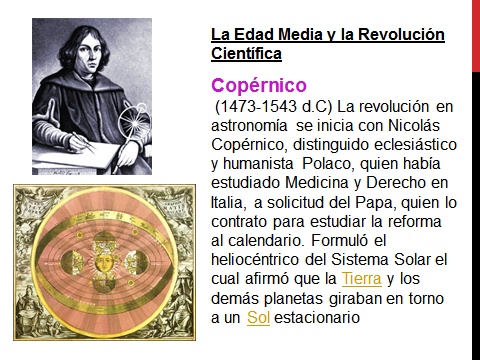 La Edad Media y la Revolución
Científica
Copérnico
(1473-1543 d.C) La revolución en
astronomía se inicia con Nicolás
Copérnico, distinguido eclesiástico
y humanista Polaco, quien había
estudiado Medicina y Derecho en
Italia, a solicitud del Papa, quien lo
contrato para estudiar la reforma
al calendario. Formuló el
heliocéntrico del Sistema Solar el
cual afirmó que la Tierra y los
demás planetas giraban en torno
a un Sol estacionario